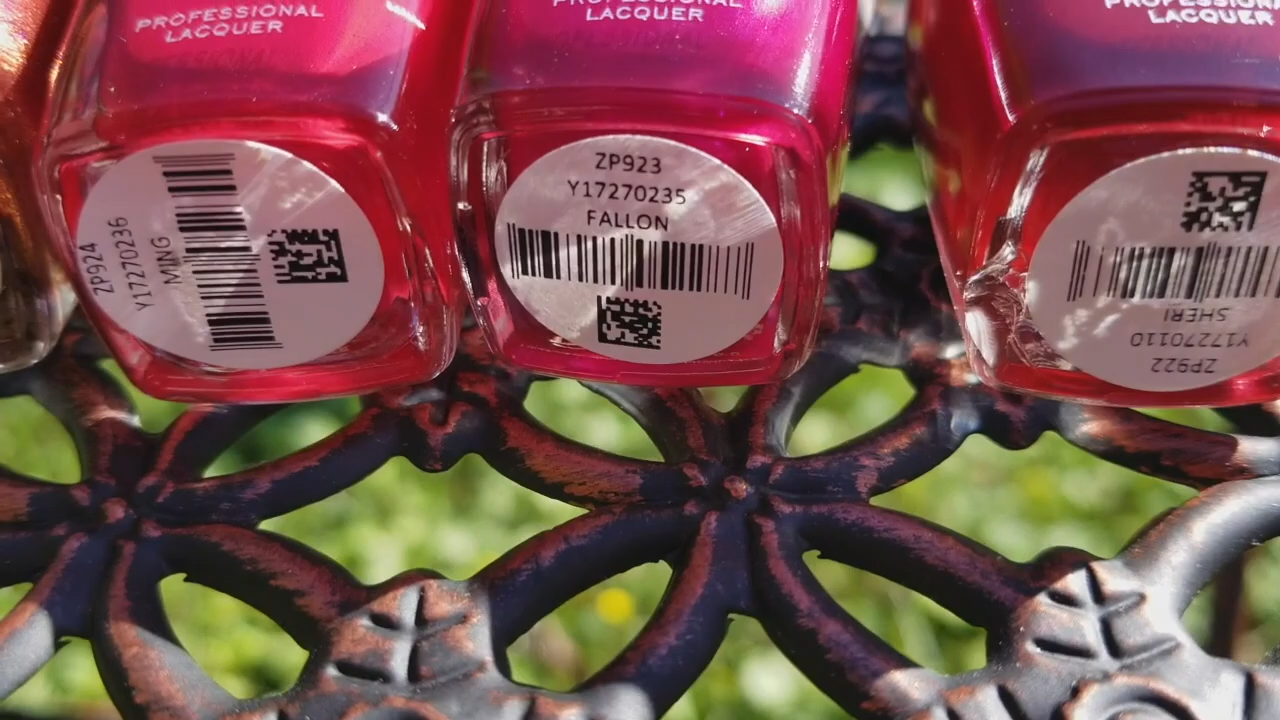 PROFESSIONAL
LACQUER
ZP924
Y17270236
MING
PROFESSIONAL
LACQUER
ZP923
Y17270235
FALLON
PROFESSIONAL
LACQUER
ZP922
Y17270110
SHERI